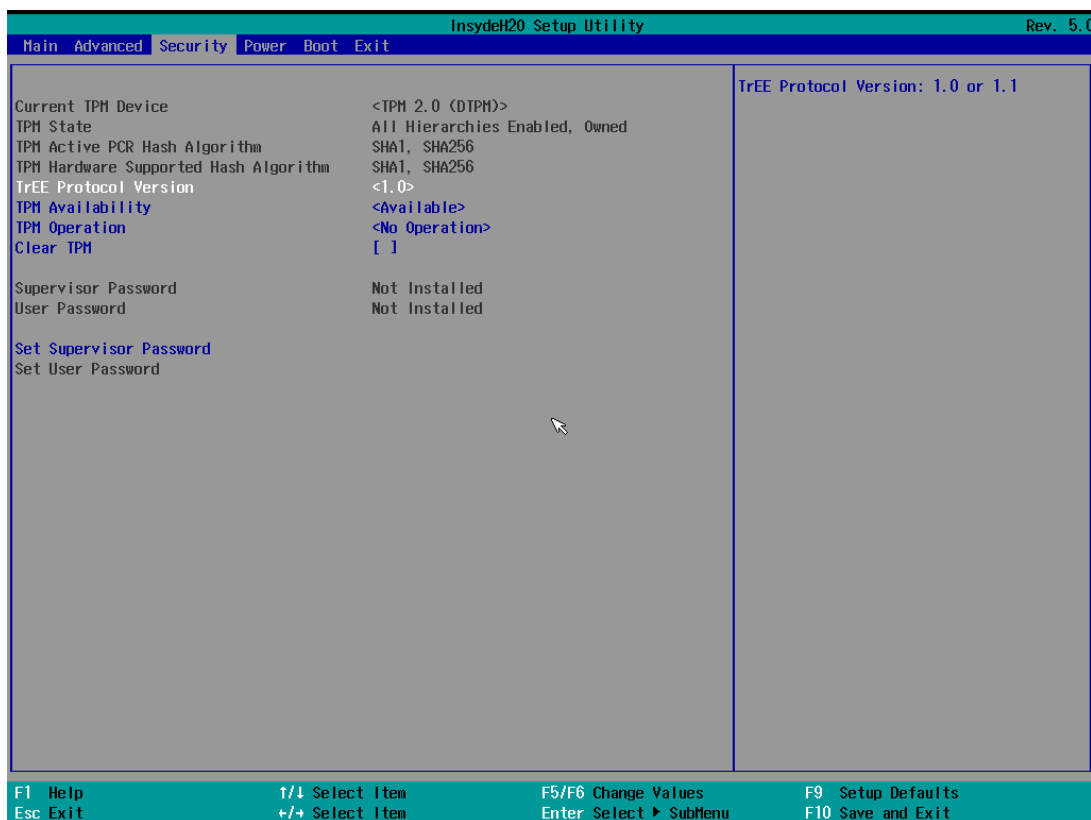 InsydeH20 Setup Utility Rev. 5.0
Main Advanced Security Power Boot Exit
TrEE Protocol Version: 1.0 or 1.1
Current TPM Device <TPM 2.0 (DTPM)>
TPM State All Hierarchies Enabled, Owned
TPM Active PCR Hash Algorithm SHA1, SHA256
TPM Hardware Supported Hash Algorithm SHA1, SHA256
TrEE Protocol Version <1.0>
TPM Availability <Available>
TPM Operation <No Operation>
Clear TPM [ ]
Supervisor Password Not Installed
User Password Not Installed
Set Supervisor Password
Set User Password
F1 Help ↑/↓ Select Item F5/F6 Change Values F9 Setup Defaults
Esc Exit ←/→ Select Item Enter Select ▶ SubMenu F10 Save and Exit